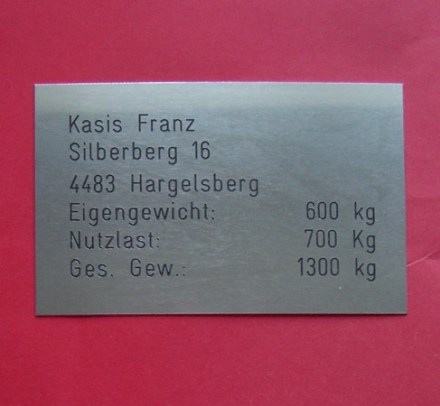 Kasis Franz
Silberberg 16
4483 Hargelsberg
Eigengewicht: 600 kg
Nutzlast: 700 Kg
Ges. Gew.: 1300 kg